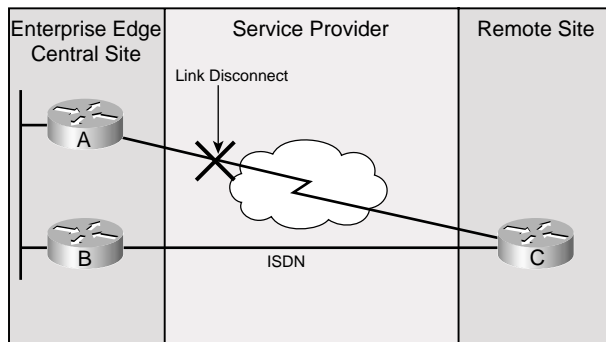 Enterprise Edge
Central Site
Service Provider
Remote Site
Link Disconnect
A
B
ISDN
C